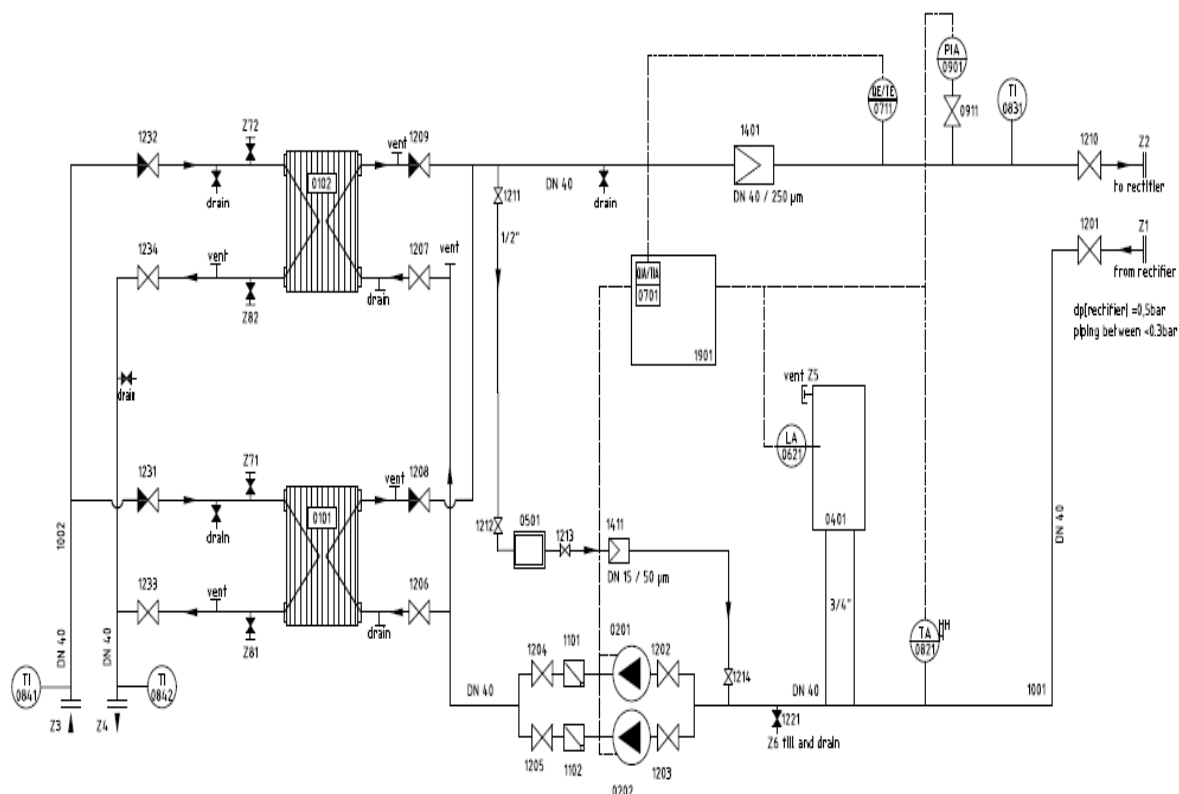 PIA
0901
QE/TE
0711
0911
TI
0831
1232
Z72
vent
1209
1401
1210
Z2
0102
drain
DN 40
1211
drain
DN 40 / 250 µm
to rectifier
1/2"
1234
vent
1207
vent
1201
Z1
QIA/TIA
0701
drain
from rectifier
Z82
dp(rectifier) =0,5bar
piping between <0.3bar
1901
drain
vent
Z5
LA
0621
1231
Z71
vent
1208
0101
drain
1212
0501
1213
1411
0401
1002
DN 40
DN 15 / 50 µm
1233
vent
1206
3/4"
drain
0201
TA
0821
HH
Z81
1204
1101
1202
DN 40
DN 40
TI
0841
TI
0842
1214
DN 40
DN 40
1001
Z3
Z4
1221
Z6 fill and drain
1205
1102
1203
0202